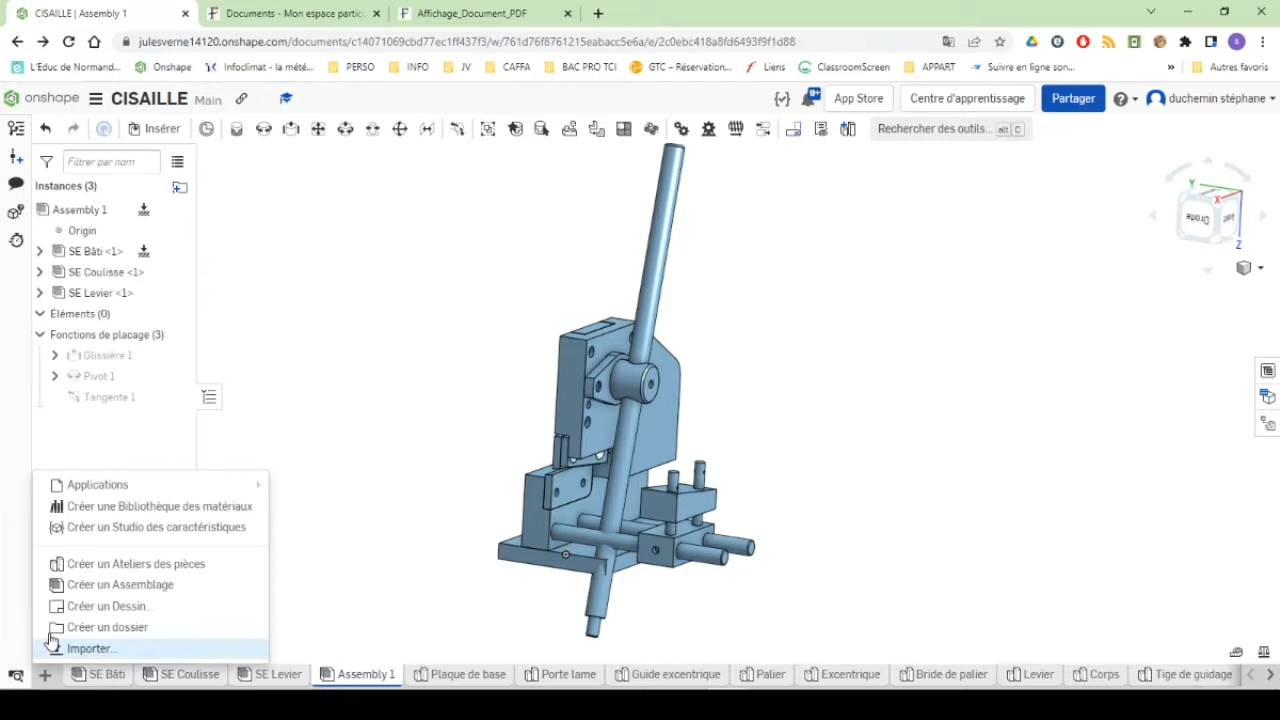 CISAILLE | Assembly 1
Documents - Mon espace partic
Affichage_Document_PDF
julesverne14120.onshape.com/documents/c14071069cbd77ec1ff437f3/w/761d76f8761215eabacc5e6a/e/2c0ebc418a8fd6493f9f1d88
L'Educ de Normand...
Onshape
Infoclimat - la mété...
PERSO
INFO
JV
CAFFA
BAC PRO TCI
GTC – Réservation...
Liens
ClassroomScreen
APPART
Suivre en ligne son...
»
Autres favoris
onshape
CISAILLE
Main
9+
App Store
Centre d'apprentissage
Partager
duchemin stéphane
Insérer
Rechercher des outils...
alt
C
Filtrer par nom
Instances (3)
Assembly 1
Origin
SE Bâti <1>
SE Coulisse <1>
SE Levier <1>
Éléments (0)
Fonctions de placage (3)
Glissière 1
Pivot 1
Tangente 1
Y
X
Z
Droite
Applications
Créer une Bibliothèque des matériaux
Créer un Studio des caractéristiques
Créer un Ateliers des pièces
Créer un Assemblage
Créer un Dessin...
Créer un dossier
Importer...
SE Bâti
SE Coulisse
SE Levier
Assembly 1
Plaque de base
Porte lame
Guide excentrique
Palier
Excentrique
Bride de palier
Levier
Corps
Tige de guidage